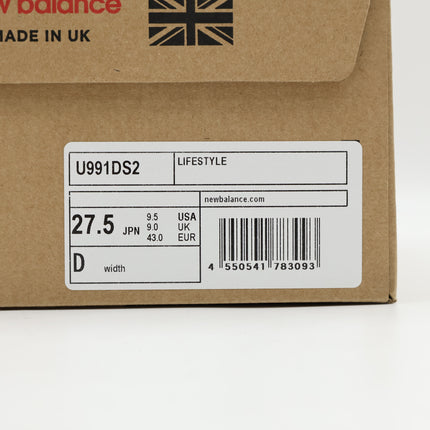 new balance
MADE IN UK
U991DS2
LIFESTYLE
newbalance.com
27.5 JPN
9.5 USA
9.0 UK
43.0 EUR
D width
4 550541 783093